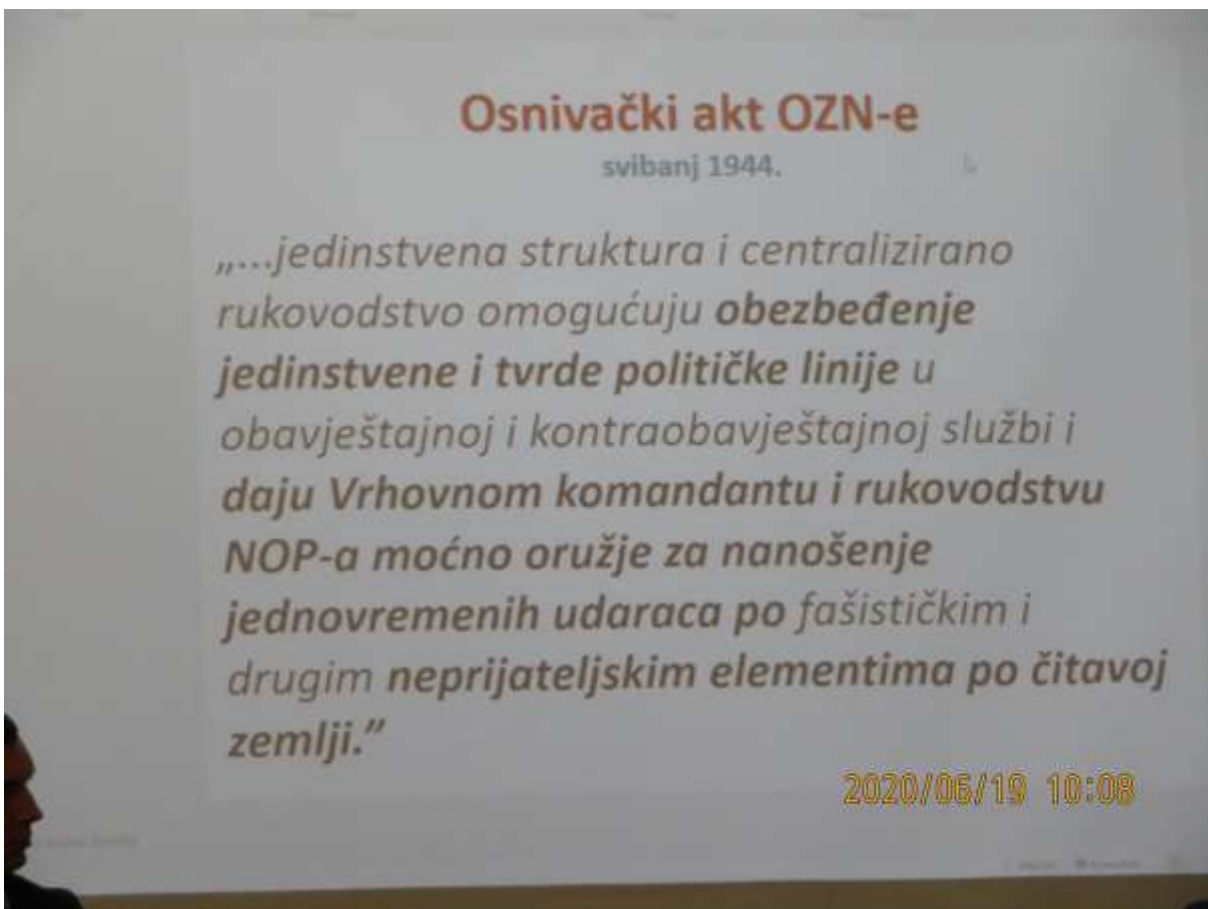 Osnivački akt OZN-e
svibanj 1944.
„...jedinstvena struktura i centralizirano
rukovodstvo omogućuju obezbeđenje
jedinstvene i tvrde političke linije u
obavještajnoj i kontraobavještajnoj službi i
daju Vrhovnom komandantu i rukovodstvu
NOP-a moćno oružje za nanošenje
jednovremenih udaraca po fašističkim i
drugim neprijateljskim elementima po čitavoj
zemlji.”
2020/06/19 10:08